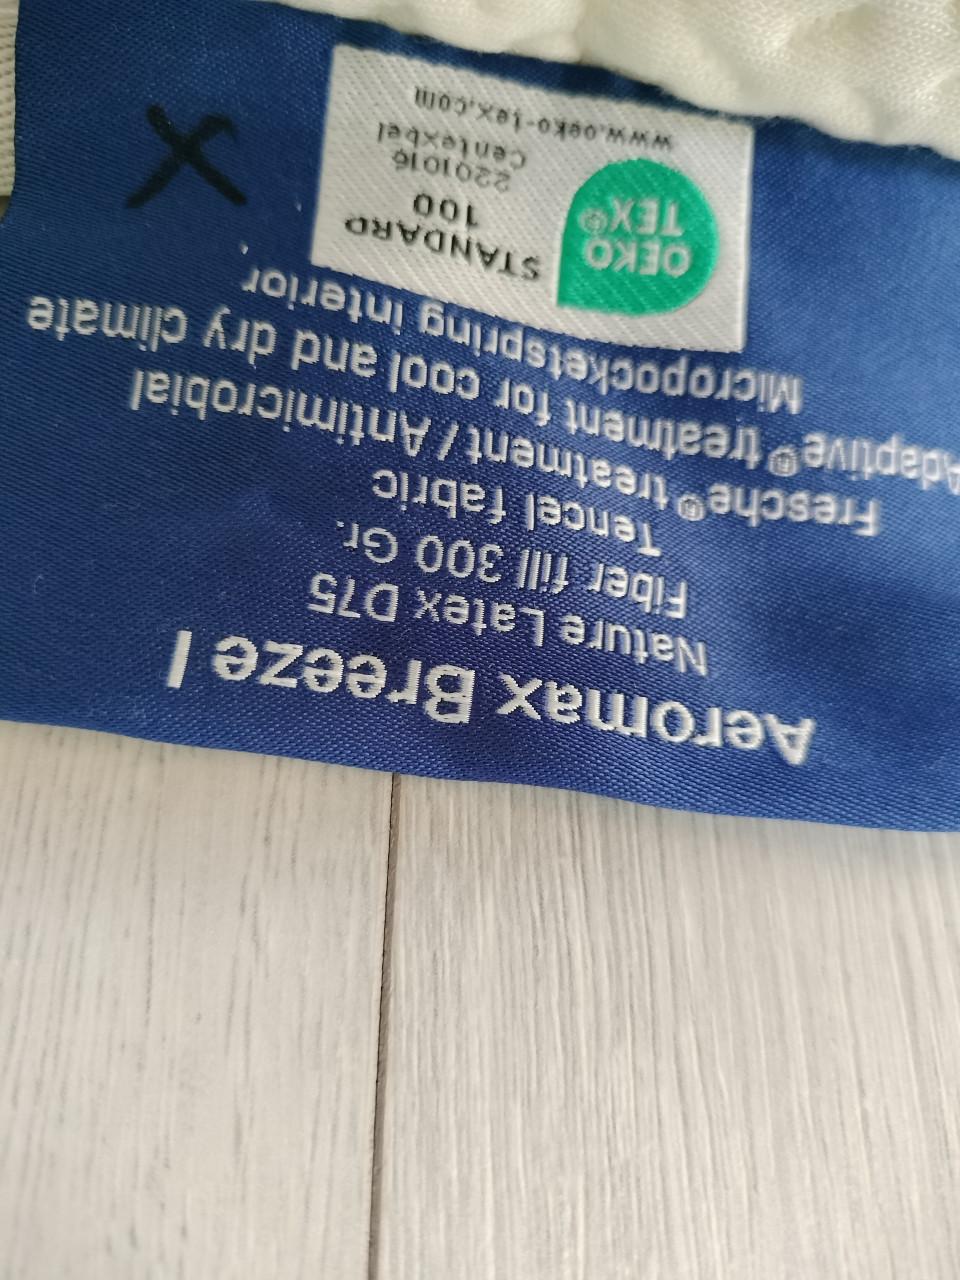 Aeromax Breeze I
Nature Latex D75
Fiber fill 300 Gr.
Tencel fabric
Fresche® treatment / Antimicrobial
Adaptive® treatment for cool and dry climate
Micropocketspring interior
OEKO
TEX®
STANDARD
100
2201016
Centexbel
www.oeko-tex.com
X